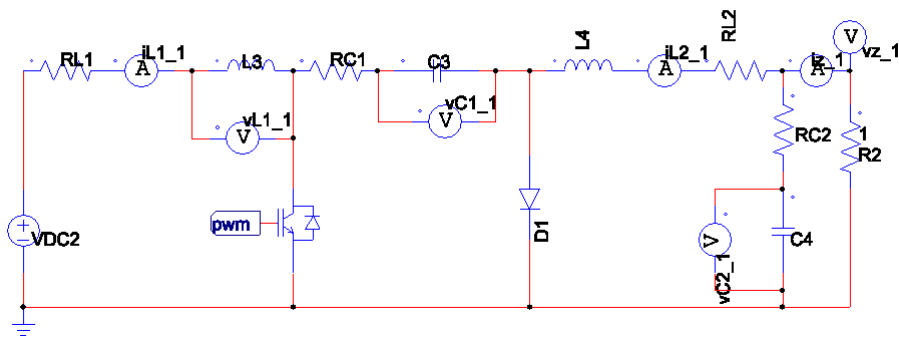 RL1
iL1_1
A
L3
RC1
C3
L4
iL2_1
A
RL2
Iz_1
A
V
vz_1
vL1_1
V
vC1_1
V
RC2
1
R2
pwm
VDC2
D1
V
vC2_1
C4